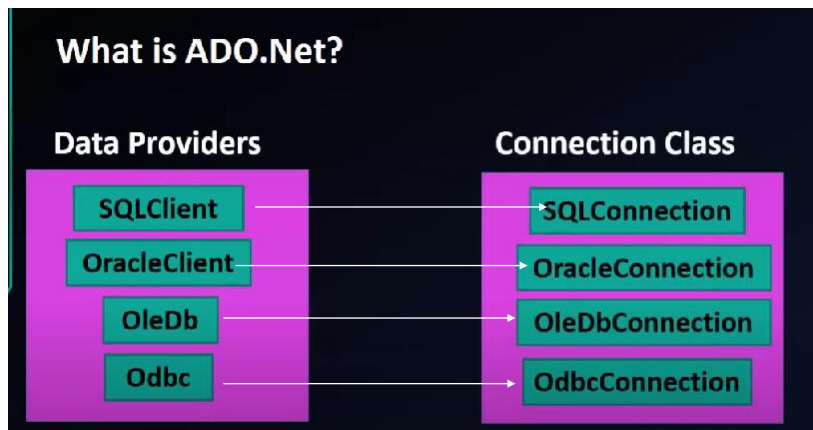 What is ADO.Net?
Data Providers
SQLClient
OracleClient
OleDb
Odbc
Connection Class
SQLConnection
OracleConnection
OleDbConnection
OdbcConnection